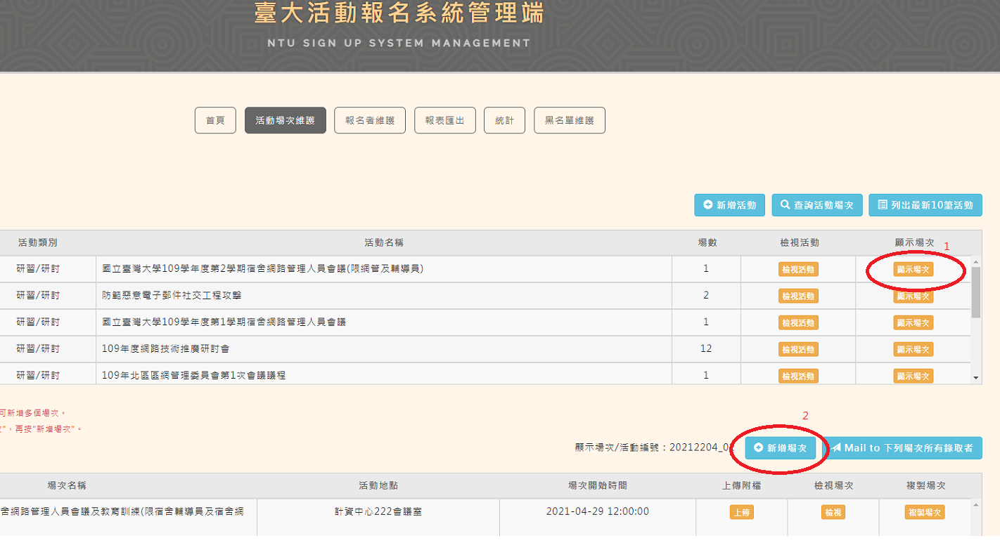 臺大活動報名系統管理端
NTU SIGN UP SYSTEM MANAGEMENT
首頁 活動場次維護 報名者維護 報表匯出 統計 黑名單維護
新增活動 查詢活動場次 列出最新10筆活動
活動類別 活動名稱 場數 檢視活動 顯示場次 1
研習/研討 國立臺灣大學109學年度第2學期宿舍網路管理人員會議(限網管及輔導員) 1 檢視活動 顯示場次
研習/研討 防範惡意電子郵件社交工程攻擊 2 檢視活動 顯示場次
研習/研討 國立臺灣大學109學年度第1學期宿舍網路管理人員會議 1 檢視活動 顯示場次
研習/研討 109年度網路技術推廣研討會 12 檢視活動 顯示場次
研習/研討 109年北區區網管理委員會第1次會議議程 1 檢視活動 顯示場次
可新增多個場次。
2
"，再按"新增場次"。
顯示場次/活動編號：20212204_0 新增場次 Mail to 下列場次所有錄取者
場次名稱 活動地點 場次開始時間 上傳附檔 檢視場次 複製場次
舍網路管理人員會議及教育訓練(限宿舍輔導員及宿舍網 計資中心222會議室 2021-04-29 12:00:00 上傳 檢視 複製場次